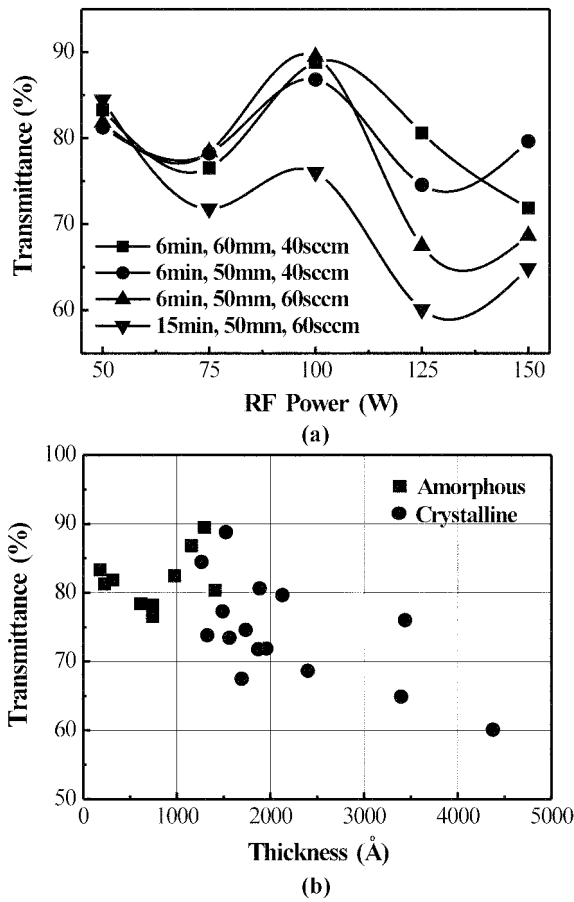 90
80
70
60
Transmittance (%)
6min, 60mm, 40sccm
6min, 50mm, 40sccm
6min, 50mm, 60sccm
15min, 50mm, 60sccm
50 75 100 125 150
RF Power (W)
(a)
100
90
80
70
60
50
Transmittance (%)
Amorphous
Crystalline
0 1000 2000 3000 4000 5000
Thickness (Å)
(b)